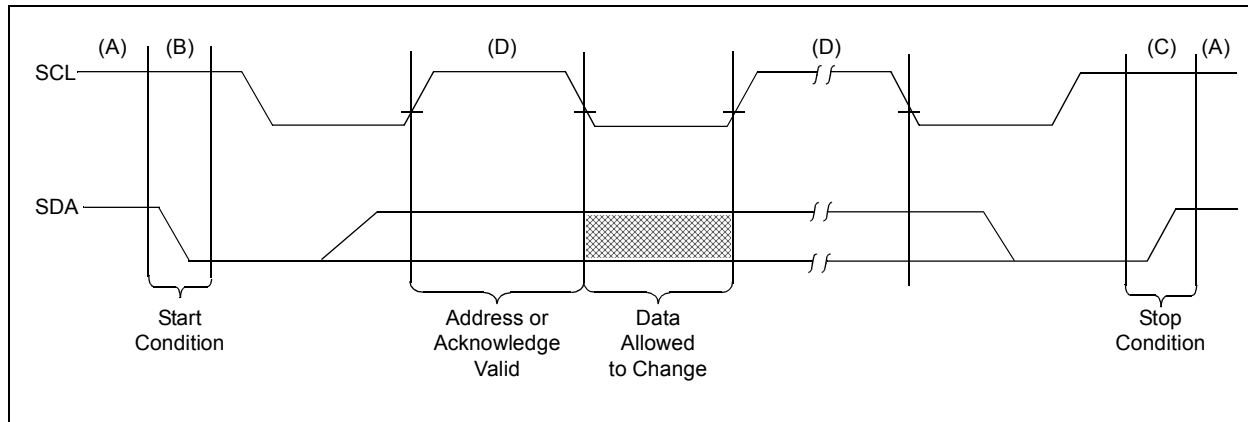 (A) (B) (D) (D) (C) (A)
SCL
SDA
Start
Condition
Address or
Acknowledge
Valid
Data
Allowed
to Change
Stop
Condition